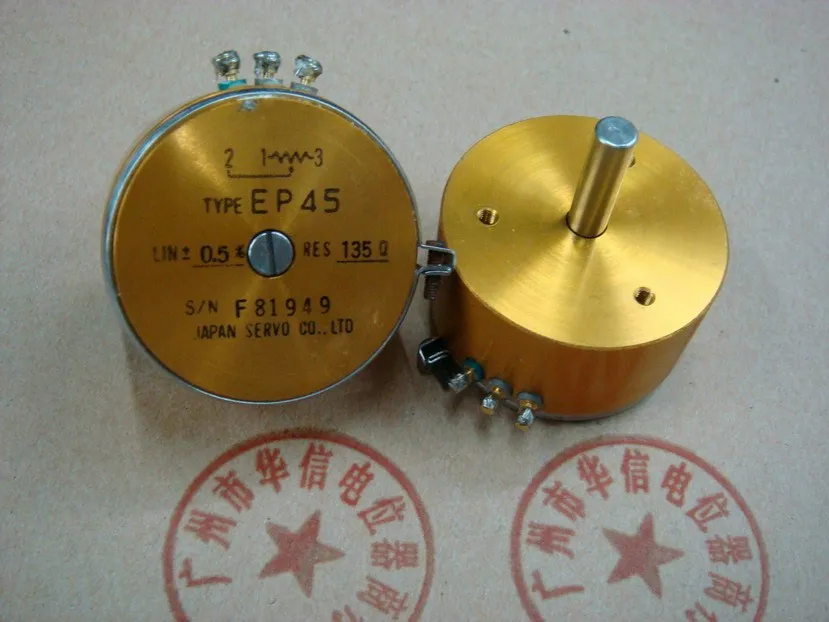 2 1 3
TYPE EP45
LIN ± 0.5 % RES 135 Ω
S/N F81949
JAPAN SERVO CO.,LTD
广州市华信电位器商
广州市华信电位器商